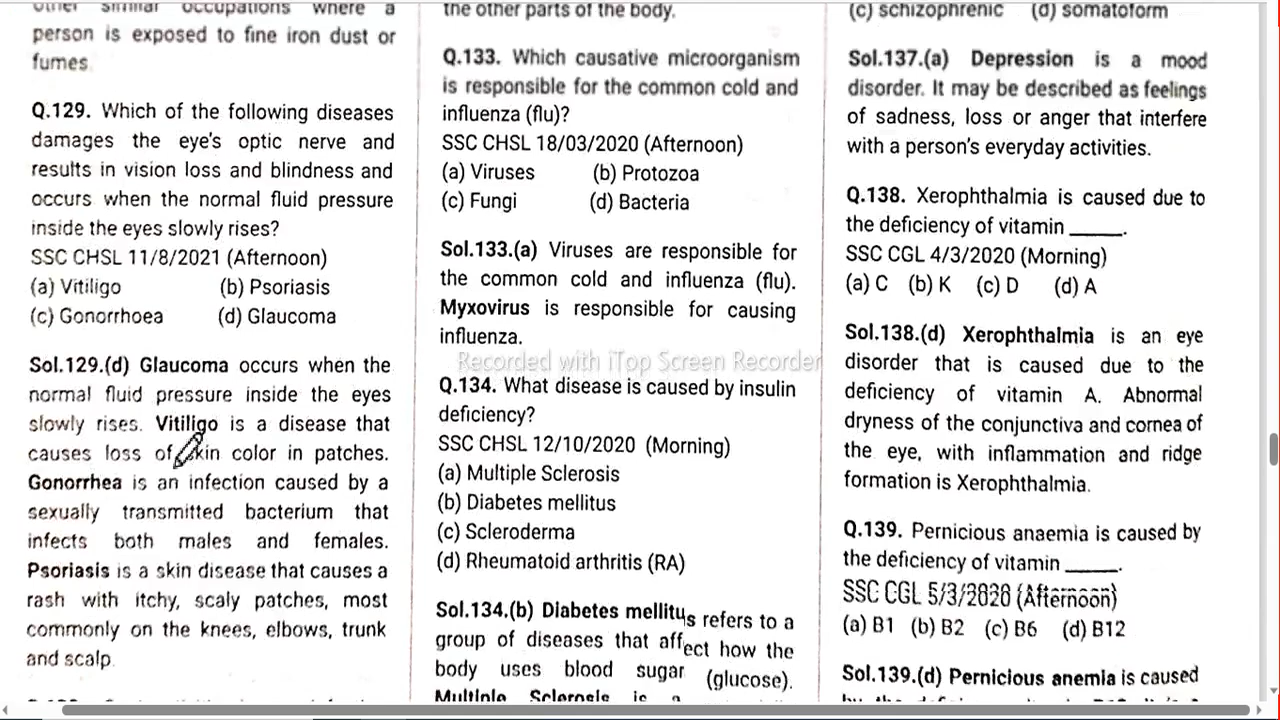 other similar occupations where a
person is exposed to fine iron dust or
fumes.
Q.129. Which of the following diseases
damages the eye's optic nerve and
results in vision loss and blindness and
occurs when the normal fluid pressure
inside the eyes slowly rises?
SSC CHSL 11/8/2021 (Afternoon)
(a) Vitiligo (b) Psoriasis
(c) Gonorrhoea (d) Glaucoma
Sol.129.(d) Glaucoma occurs when the
normal fluid pressure inside the eyes
slowly rises. Vitiligo is a disease that
causes loss of skin color in patches.
Gonorrhea is an infection caused by a
sexually transmitted bacterium that
infects both males and females.
Psoriasis is a skin disease that causes a
rash with itchy, scaly patches, most
commonly on the knees, elbows, trunk
and scalp.
the other parts of the body.
Q.133. Which causative microorganism
is responsible for the common cold and
influenza (flu)?
SSC CHSL 18/03/2020 (Afternoon)
(a) Viruses (b) Protozoa
(c) Fungi (d) Bacteria
Sol.133.(a) Viruses are responsible for
the common cold and influenza (flu).
Myxovirus is responsible for causing
influenza.
Recorded with iTop Screen Recorder
Q.134. What disease is caused by insulin
deficiency?
SSC CHSL 12/10/2020 (Morning)
(a) Multiple Sclerosis
(b) Diabetes mellitus
(c) Scleroderma
(d) Rheumatoid arthritis (RA)
Sol.134.(b) Diabetes mellitus refers to a
group of diseases that affect how the
body uses blood sugar (glucose).
Multiple Sclerosis is a
(c) schizophrenic (d) somatoform
Sol.137.(a) Depression is a mood
disorder. It may be described as feelings
of sadness, loss or anger that interfere
with a person's everyday activities.
Q.138. Xerophthalmia is caused due to
the deficiency of vitamin _____.
SSC CGL 4/3/2020 (Morning)
(a) C (b) K (c) D (d) A
Sol.138.(d) Xerophthalmia is an eye
disorder that is caused due to the
deficiency of vitamin A. Abnormal
dryness of the conjunctiva and cornea of
the eye, with inflammation and ridge
formation is Xerophthalmia.
Q.139. Pernicious anaemia is caused by
the deficiency of vitamin _____.
SSC CGL 5/3/2020 (Afternoon)
(a) B1 (b) B2 (c) B6 (d) B12
Sol.139.(d) Pernicious anemia is caused